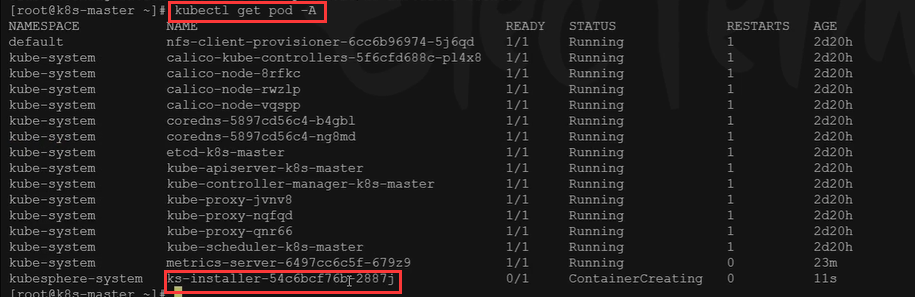 [root@k8s-master ~]# kubectl get pod -A
NAMESPACE NAME READY STATUS RESTARTS AGE
default nfs-client-provisioner-6cc6b96974-5j6qd 1/1 Running 1 2d20h
kube-system calico-kube-controllers-5f6cfd688c-pl4x8 1/1 Running 1 2d20h
kube-system calico-node-8rfkc 1/1 Running 1 2d20h
kube-system calico-node-rwzlp 1/1 Running 1 2d20h
kube-system calico-node-vqspp 1/1 Running 1 2d20h
kube-system coredns-5897cd56c4-b4gbl 1/1 Running 1 2d20h
kube-system coredns-5897cd56c4-ng8md 1/1 Running 1 2d20h
kube-system etcd-k8s-master 1/1 Running 1 2d20h
kube-system kube-apiserver-k8s-master 1/1 Running 1 2d20h
kube-system kube-controller-manager-k8s-master 1/1 Running 1 2d20h
kube-system kube-proxy-jvnv8 1/1 Running 1 2d20h
kube-system kube-proxy-nqfqd 1/1 Running 1 2d20h
kube-system kube-proxy-qnr66 1/1 Running 1 2d20h
kube-system kube-scheduler-k8s-master 1/1 Running 1 2d20h
kube-system metrics-server-6497cc6c5f-679z9 1/1 Running 0 23m
kubesphere-system ks-installer-54c6bcf76b-2887j 0/1 ContainerCreating 0 11s
[root@k8s-master ~]#